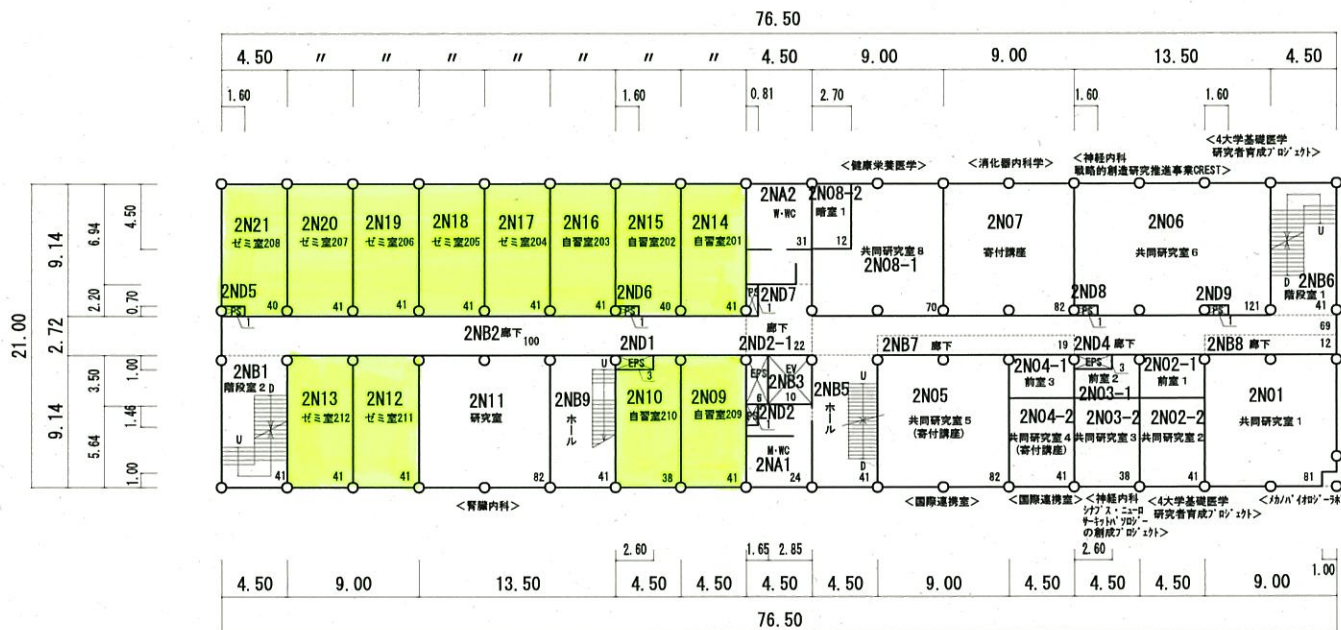 76.50
4.50 〃 〃 〃 〃 〃 〃 〃 4.50 9.00 9.00 13.50 4.50
1.60 1.60 0.81 2.70 1.60 1.60
<健康栄養医学>
<消化器内科学>
<神経内科
戦略的創造研究推進事業CREST>
<4大学基礎医学
研究者育成プロジェクト>
21.00
9.14
2.72
9.14
6.94
2.20
3.50
5.64
4.50
0.70
1.00
1.46
1.00
2N21
ゼミ室208
40
2N20
ゼミ室207
41
2N19
ゼミ室206
41
2N18
ゼミ室205
41
2N17
ゼミ室204
41
2N16
自習室203
41
2N15
自習室202
40
2N14
自習室201
41
2NA2
W・WC
31
2N08-2
暗室1
12
共同研究室8
2N08-1
70
2N07
寄付講座
82
2N06
共同研究室6
121
U
D
2NB6
階段室1
41
2ND5
PS
1
2ND6
PS
1
PS
2ND7
1
2ND8
PS
1
2ND9
PS
1
2NB2 廊下 100
廊下
2ND2-1 22
69
2NB7 廊下 19
廊下
2NB8 廊下 12
2NB1
階段室2
D
U
41
2N13
ゼミ室212
41
2N12
ゼミ室211
41
2N11
研究室
82
2NB9
ホール
U
41
2ND1
EPS
3
2N10
自習室210
38
2N09
自習室209
41
EPS
6
EV
2NB3
10
PS
2ND2
1
M・WC
2NA1
24
2NB5
ホール
U
D
41
2N05
共同研究室5
(寄付講座)
82
2N04-1
前室3
2N04-2
共同研究室4
(寄付講座)
41
2ND4
EPS
3
前室2
2N03-1
2N03-2
共同研究室3
38
2N02-1
前室1
2N02-2
共同研究室2
41
2N01
共同研究室1
81
<腎臓内科>
<国際連携室>
<国際連携室>
<神経内科
シナプス・ニューロ
サーキットパソロジー
の創成プロジェクト>
<4大学基礎医学
研究者育成プロジェクト>
2.60 1.65 2.85 2.60 1.00
4.50 9.00 13.50 4.50 4.50 4.50 4.50 9.00 4.50 4.50 4.50 9.00
76.50